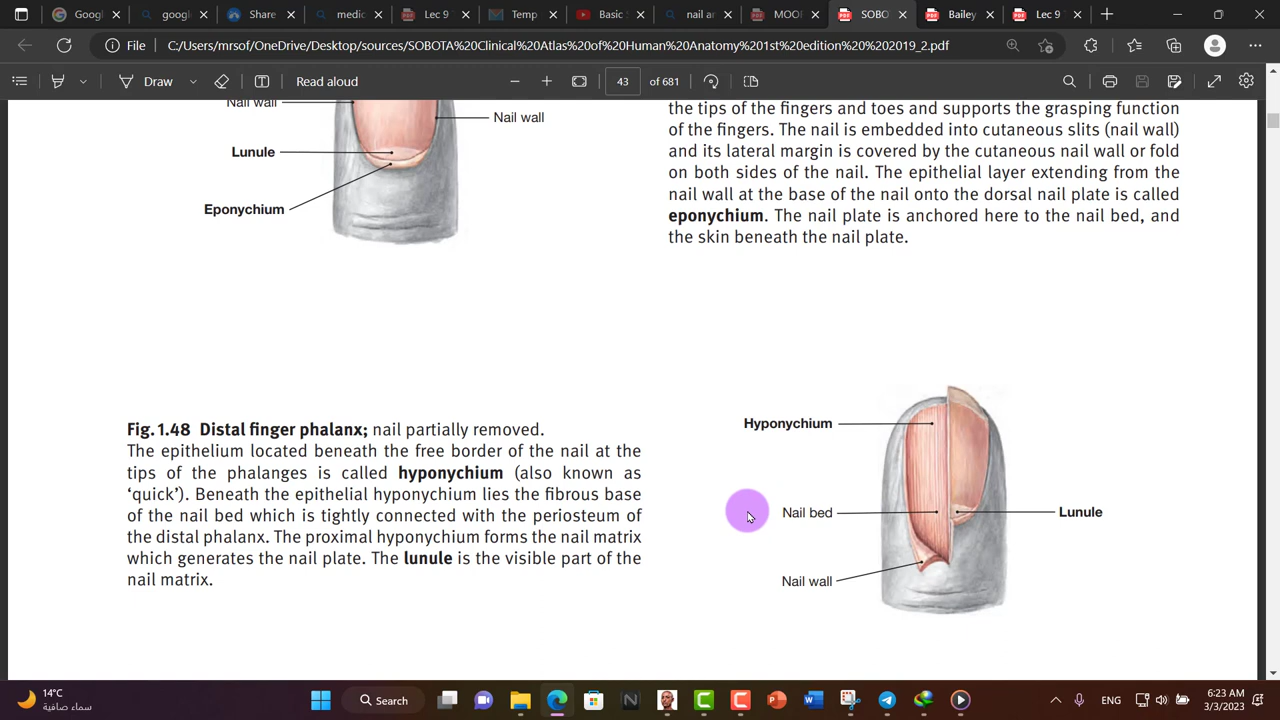 Googl
google
Share
medic
Lec 9
Temp
Basic
nail ar
MOOR
SOBO
Bailey
Lec 9
File
C:/Users/mrsof/OneDrive/Desktop/sources/SOBOTA%20Clinical%20Atlas%20of%20Human%20Anatomy%201st%20edition%20%202019_2.pdf
Draw
Read aloud
43
of 681
Nail wall
Nail wall
Lunule
Eponychium
the tips of the fingers and toes and supports the grasping function
of the fingers. The nail is embedded into cutaneous slits (nail wall)
and its lateral margin is covered by the cutaneous nail wall or fold
on both sides of the nail. The epithelial layer extending from the
nail wall at the base of the nail onto the dorsal nail plate is called
eponychium. The nail plate is anchored here to the nail bed, and
the skin beneath the nail plate.
Fig. 1.48 Distal finger phalanx; nail partially removed.
The epithelium located beneath the free border of the nail at the
tips of the phalanges is called hyponychium (also known as
‘quick’). Beneath the epithelial hyponychium lies the fibrous base
of the nail bed which is tightly connected with the periosteum of
the distal phalanx. The proximal hyponychium forms the nail matrix
which generates the nail plate. The lunule is the visible part of the
nail matrix.
Hyponychium
Nail bed
Lunule
Nail wall
14°C
سماء صافية
Search
ENG
6:23 AM
3/3/2023